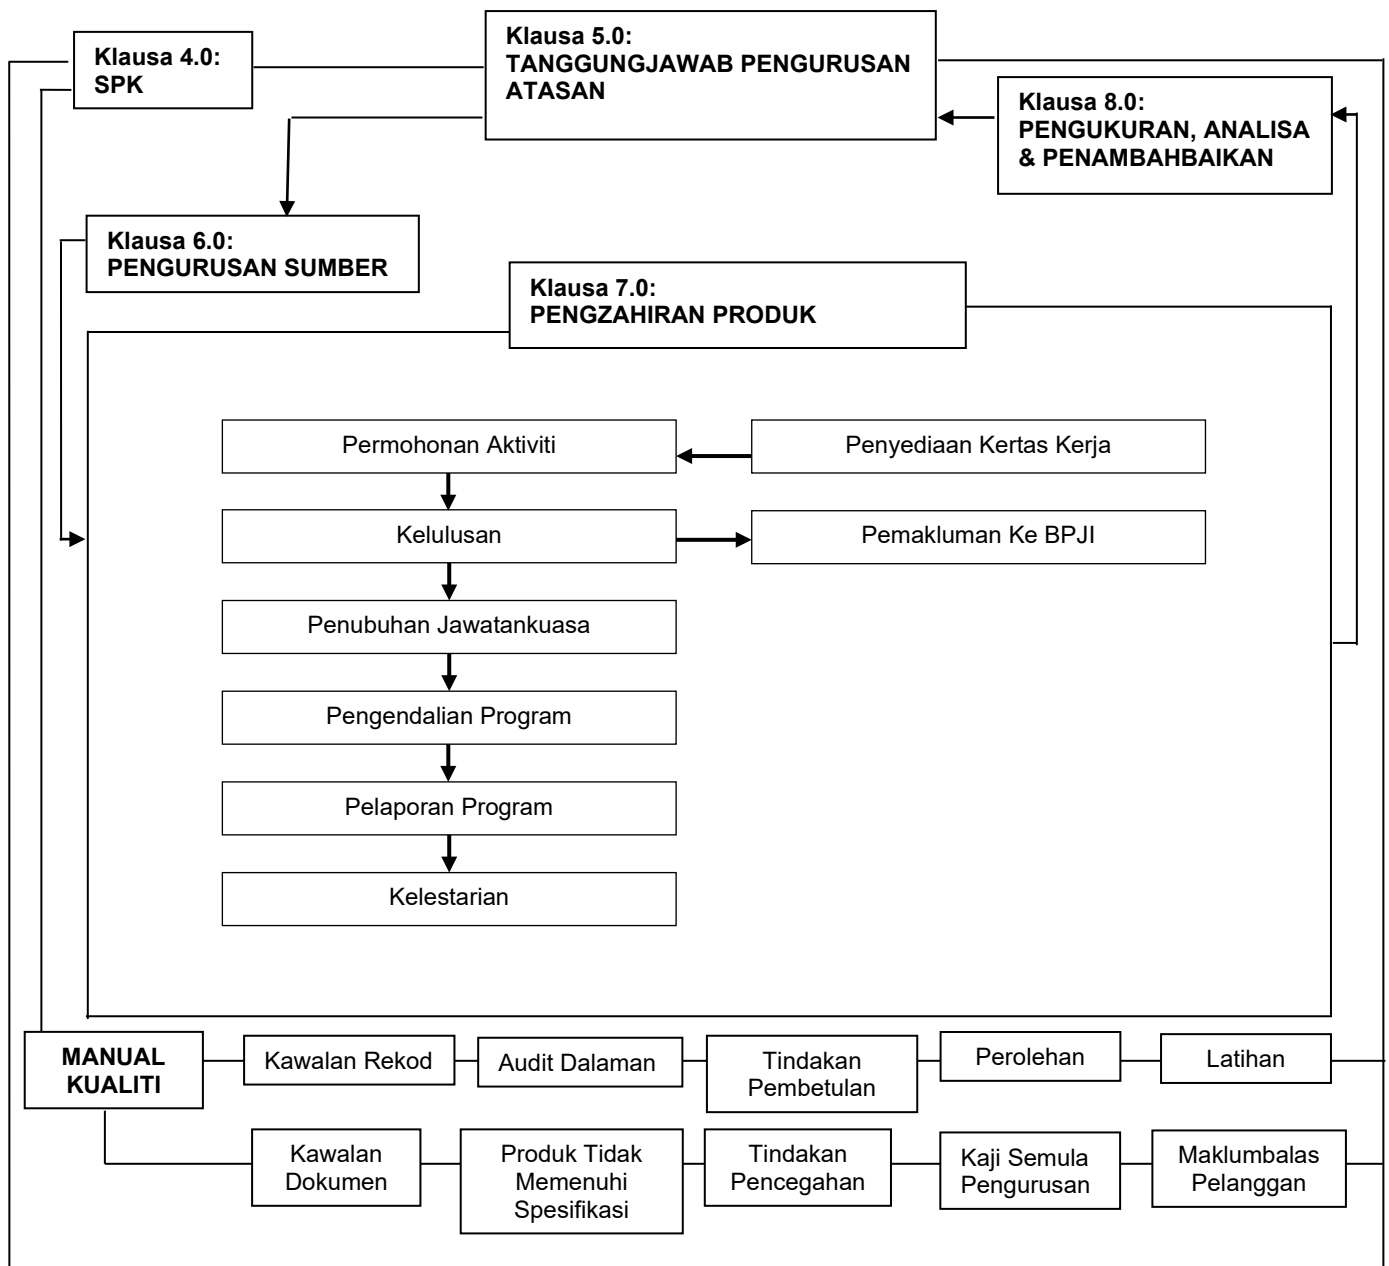 Klausa 4.0:
SPK
Klausa 5.0:
TANGGUNGJAWAB PENGURUSAN
ATASAN
Klausa 8.0:
PENGUKURAN, ANALISA
& PENAMBAHBAIKAN
Klausa 6.0:
PENGURUSAN SUMBER
Klausa 7.0:
PENGZAHIRAN PRODUK
Permohonan Aktiviti
Penyediaan Kertas Kerja
Kelulusan
Pemakluman Ke BPJI
Penubuhan Jawatankuasa
Pengendalian Program
Pelaporan Program
Kelestarian
MANUAL
KUALITI
Kawalan Rekod
Audit Dalaman
Tindakan
Pembetulan
Perolehan
Latihan
Kawalan
Dokumen
Produk Tidak
Memenuhi
Spesifikasi
Tindakan
Pencegahan
Kaji Semula
Pengurusan
Maklumbalas
Pelanggan